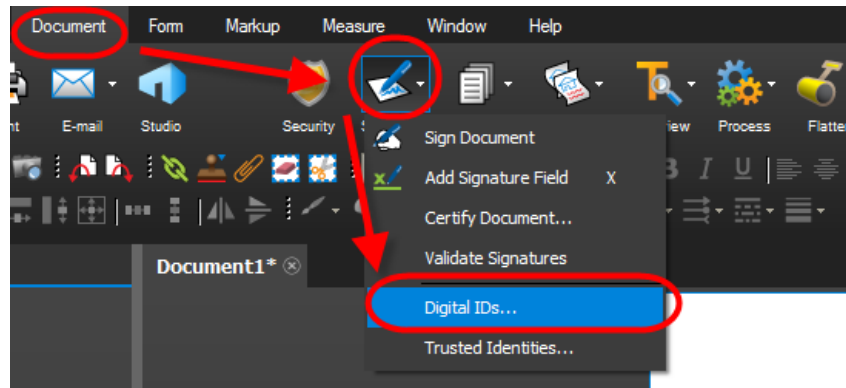 Document Form Markup Measure Window Help
E-mail Studio Security Process
Sign Document
Add Signature Field X
B I U
Certify Document...
Validate Signatures
Document1*
Digital IDs...
Trusted Identities...